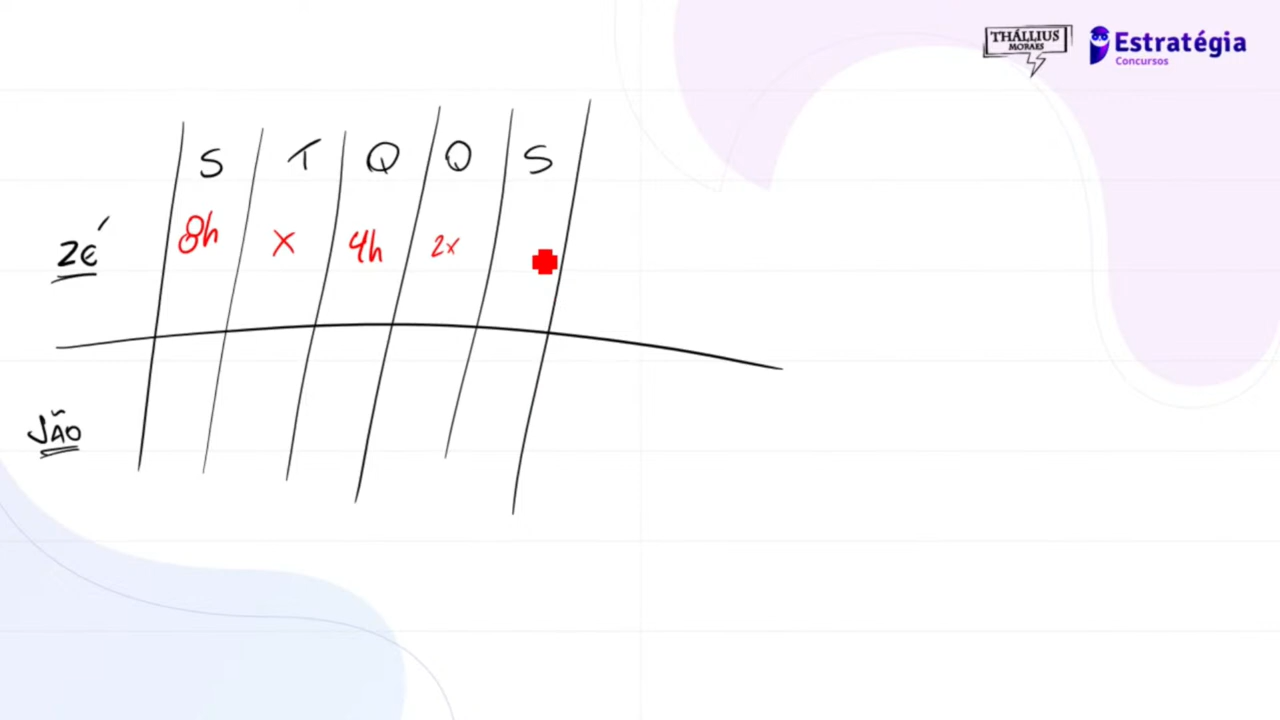 THÁLLIUS
MORAES
Estratégia
Concursos
S T Q Q S
ZÉ 8h X 4h 2x
JÃO